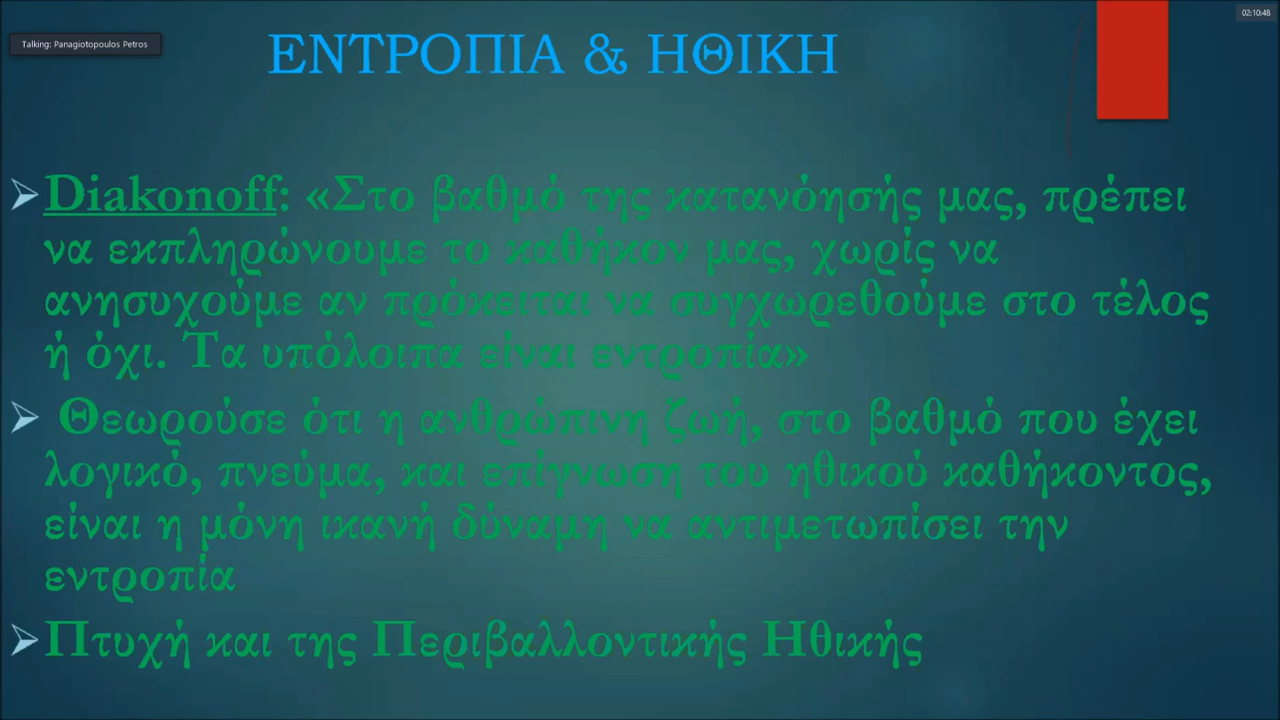 02:10:48
Talking: Panagiotopoulos Petros
ΕΝΤΡΟΠΙΑ & ΗΘΙΚΗ
Diakonoff: «Στο βαθμό της κατανόησής μας, πρέπει
να εκπληρώνουμε το καθήκον μας, χωρίς να
ανησυχούμε αν πρόκειται να συγχωρεθούμε στο τέλος
ή όχι. Τα υπόλοιπα είναι εντροπία»
Θεωρούσε ότι η ανθρώπινη ζωή, στο βαθμό που έχει
λογικό, πνεύμα, και επίγνωση του ηθικού καθήκοντος,
είναι η μόνη ικανή δύναμη να αντιμετωπίσει την
εντροπία
Πτυχή και της Περιβαλλοντικής Ηθικής